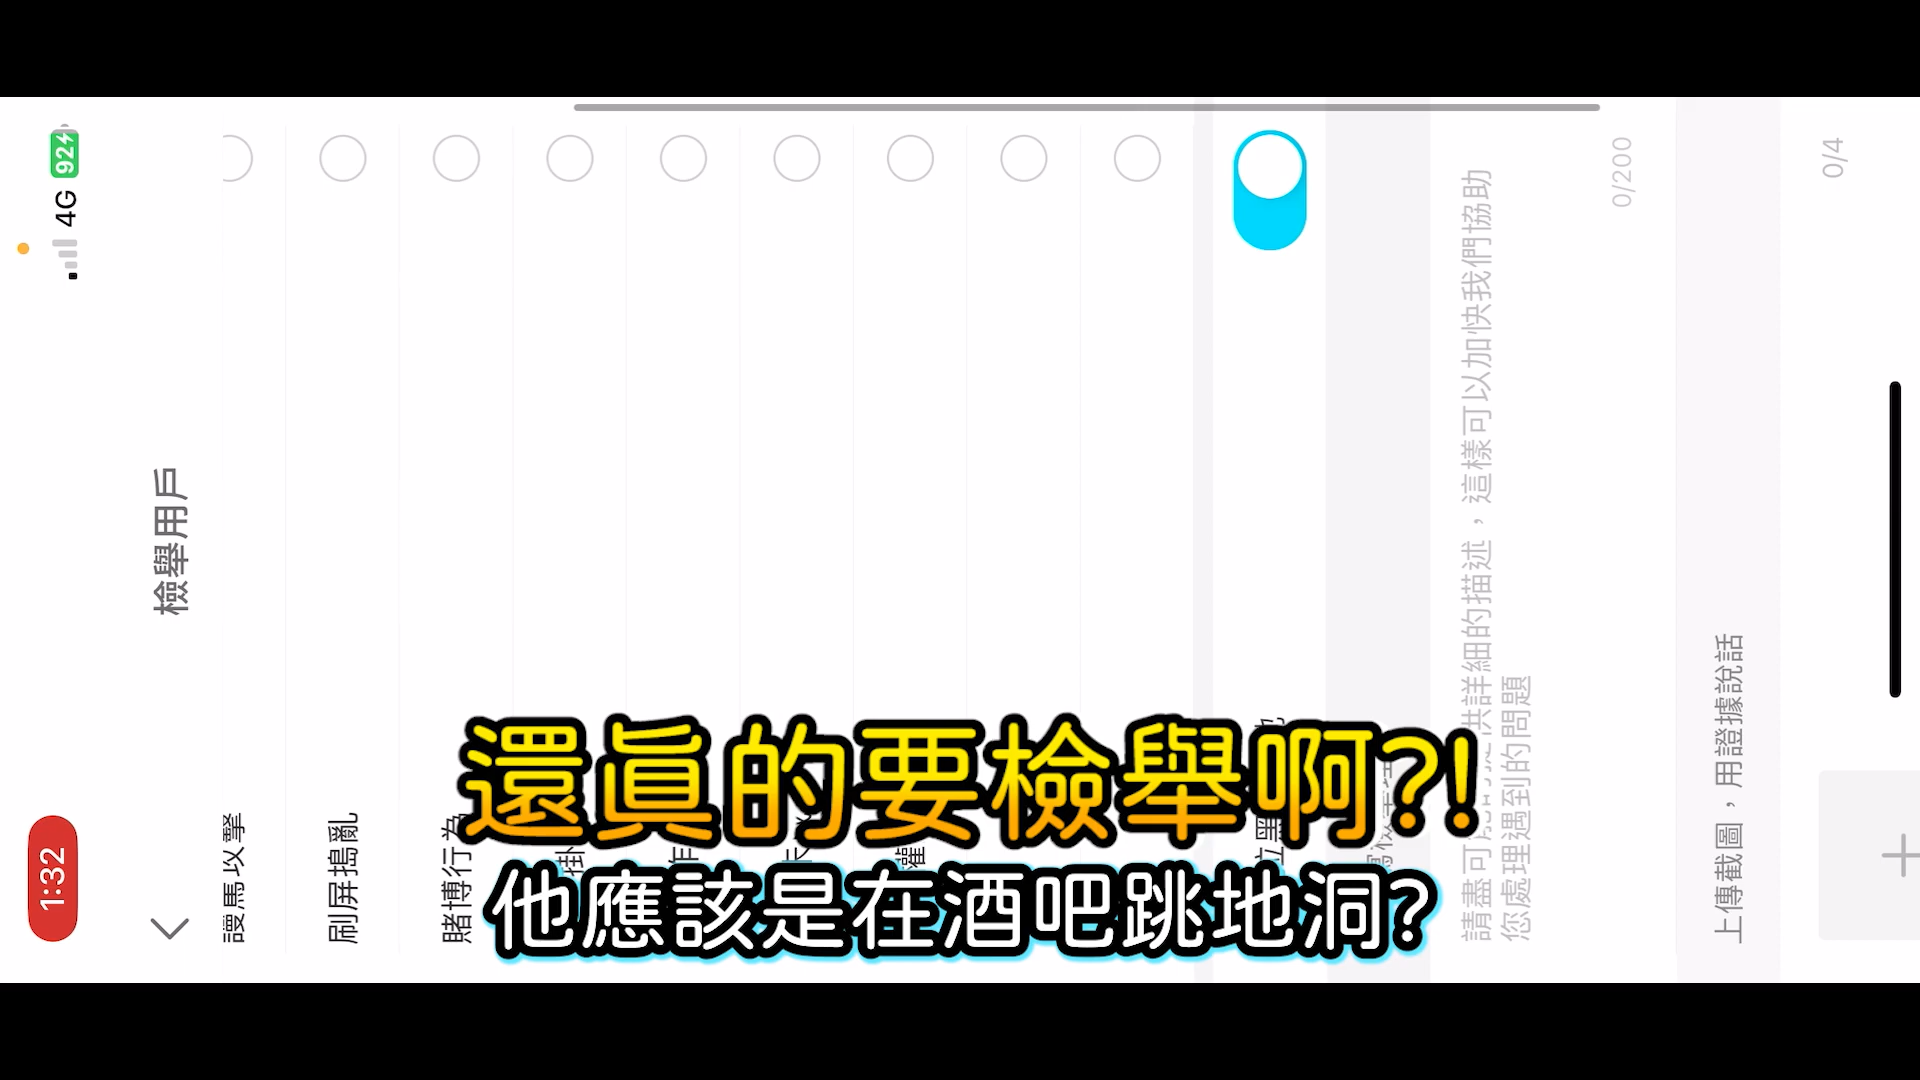 1:32
4G 92
檢舉用戶
謾馬攻擊
刷屏搗亂
賭博行為
請盡可能的提供詳細的描述，這樣可以加快我們協助
您處理遇到的問題
0/200
上傳截圖，用證據說話
0/4
還真的要檢舉啊?!
他應該是在酒吧跳地洞?